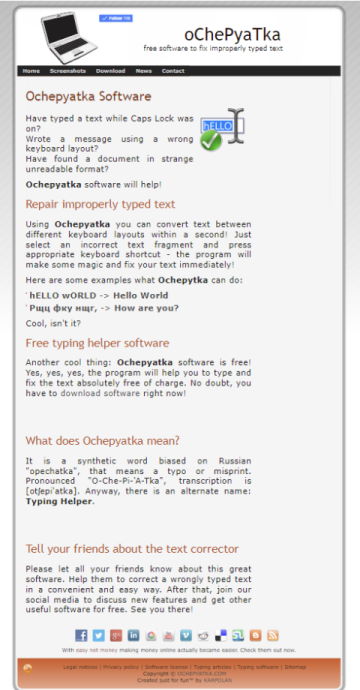 Follow
oChePyaTka
free software to fix improperly typed text
Home Screenshots Download News Contact
Ochepyatka Software
Have typed a text while Caps Lock was
on?
Wrote a message using a wrong
keyboard layout?
Have found a document in strange
unreadable format?
hELLO
Ochepyatka software will help!
Repair improperly typed text
Using Ochepyatka you can convert text between
different keyboard layouts within a second! Just
select an incorrect text fragment and press
appropriate keyboard shortcut - the program will
make some magic and fix your text immediately!
Here are some examples what Ochepytka can do:
hELLO wORLD -> Hello World
Рщц фку нщг, -> How are you?
Cool, isn't it?
Free typing helper software
Another cool thing: Ochepyatka software is free!
Yes, yes, yes, the program will help you to type and
fix the text absolutely free of charge. No doubt, you
have to download software right now!
What does Ochepyatka mean?
It is a synthetic word biased on Russian
"opechatka", that means a typo or misprint.
Pronounced "O-Che-Pi-'A-Tka", transcription is
[otʃepi'atka]. Anyway, there is an alternate name:
Typing Helper.
Tell your friends about the text corrector
Please let all your friends know about this great
software. Help them to correct a wrongly typed text
in a convenient and easy way. After that, join our
social media to discuss new features and get other
useful software for free. See you there!
With easy net money making money online actually became easier. Check them out now.
Legal notices | Privacy policy | Software license | Typing articles | Typing software | Sitemap
Copyright © OCHEPYATKA.COM
Created just for fun™ by KARPOLAN